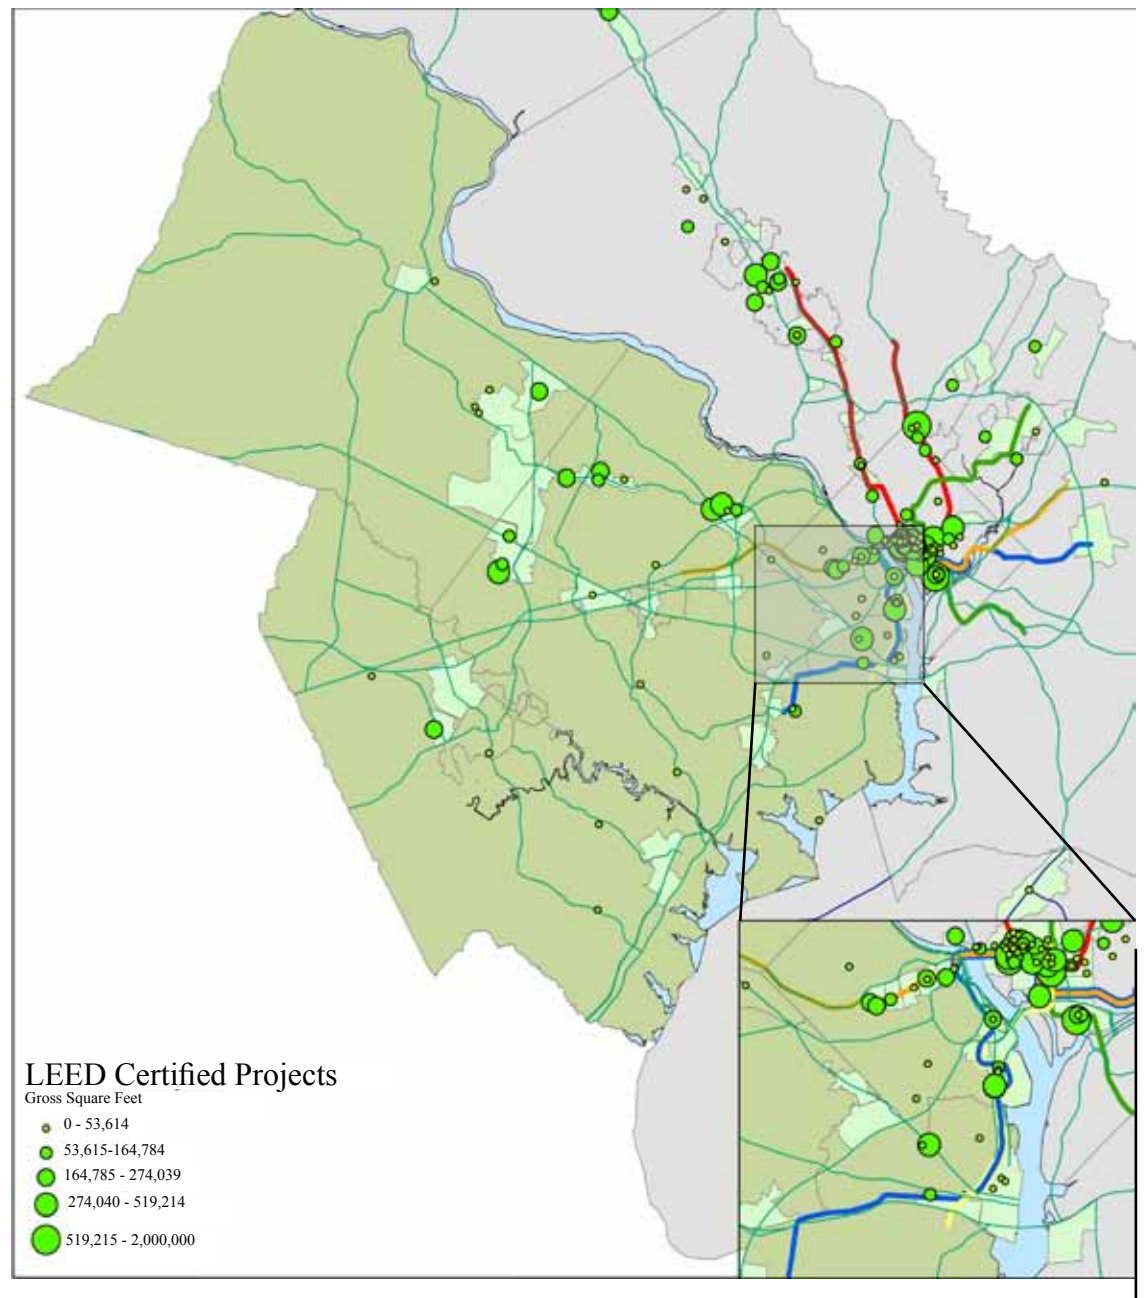 LEED Certified Projects
Gross Square Feet
0 - 53,614
53,615-164,784
164,785 - 274,039
274,040 - 519,214
519,215 - 2,000,000